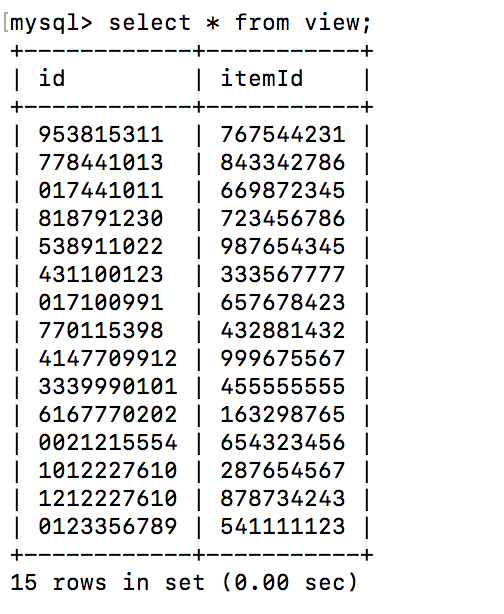 [mysql> select * from view;
+-------------+------------+
| id          | itemId     |
+-------------+------------+
| 953815311   | 767544231  |
| 778441013   | 843342786  |
| 017441011   | 669872345  |
| 818791230   | 723456786  |
| 538911022   | 987654345  |
| 431100123   | 333567777  |
| 017100991   | 657678423  |
| 770115398   | 432881432  |
| 4147709912  | 999675567  |
| 3339990101  | 455555555  |
| 6167770202  | 163298765  |
| 0021215554  | 654323456  |
| 1012227610  | 287654567  |
| 1212227610  | 878734243  |
| 0123356789  | 541111123  |
+-------------+------------+
15 rows in set (0.00 sec)